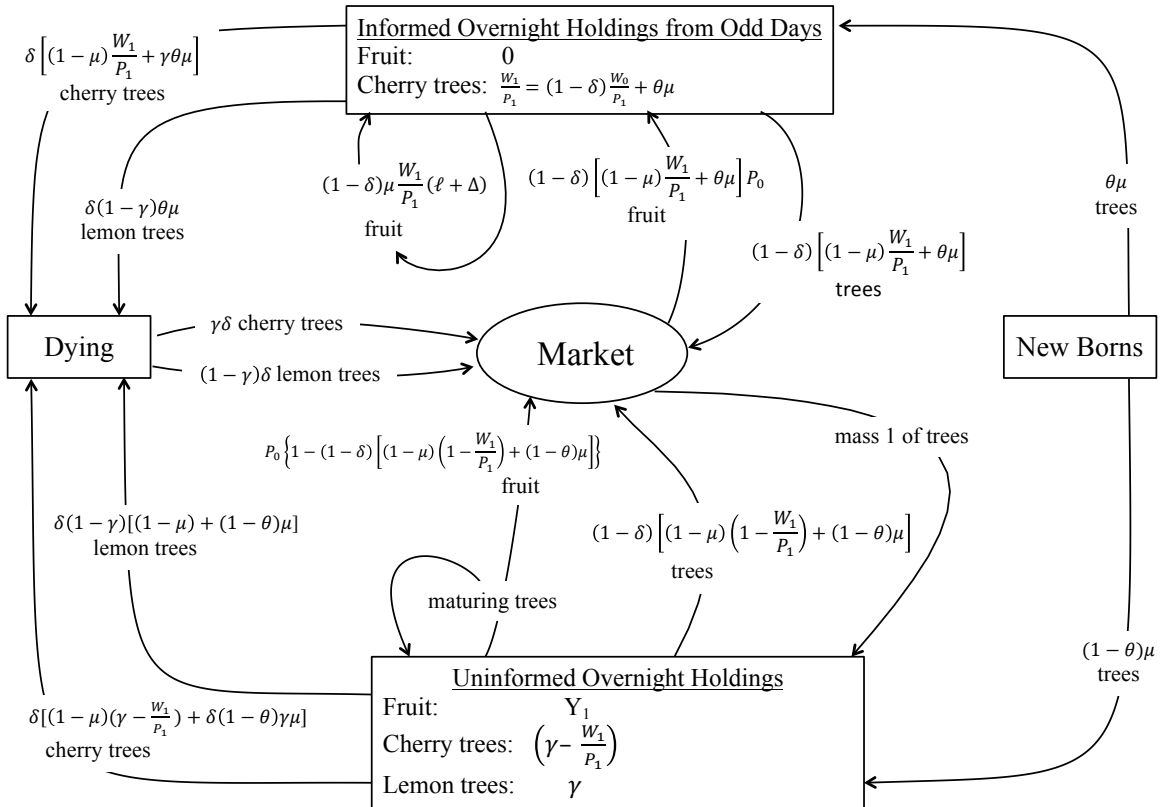 Informed Overnight Holdings from Odd Days
Fruit: 0
Cherry trees: W₁/P₁ = (1−δ) W₀/P₁ + θμ
δ[(1−μ) W₁/P₁ + γθμ]
cherry trees
δ(1−γ)θμ
lemon trees
(1−δ)μ W₁/P₁ (ℓ+Δ)
fruit
(1−δ)[(1−μ) W₁/P₁ + θμ] P₀
fruit
(1−δ)[(1−μ) W₁/P₁ + θμ]
trees
θμ
trees
Dying
γδ cherry trees
(1−γ)δ lemon trees
Market
New Borns
mass 1 of trees
P₀{1−(1−δ)[(1−μ)(1−W₁/P₁)+(1−θ)μ]}
fruit
δ(1−γ)[(1−μ) + (1−θ)μ]
lemon trees
(1−δ)[(1−μ)(1−W₁/P₁) + (1−θ)μ]
trees
maturing trees
(1−θ)μ
trees
δ[(1−μ)(γ−W₁/P₁) + δ(1−θ)γμ]
cherry trees
Uninformed Overnight Holdings
Fruit: Y₁
Cherry trees: (γ− W₁/P₁)
Lemon trees: γ